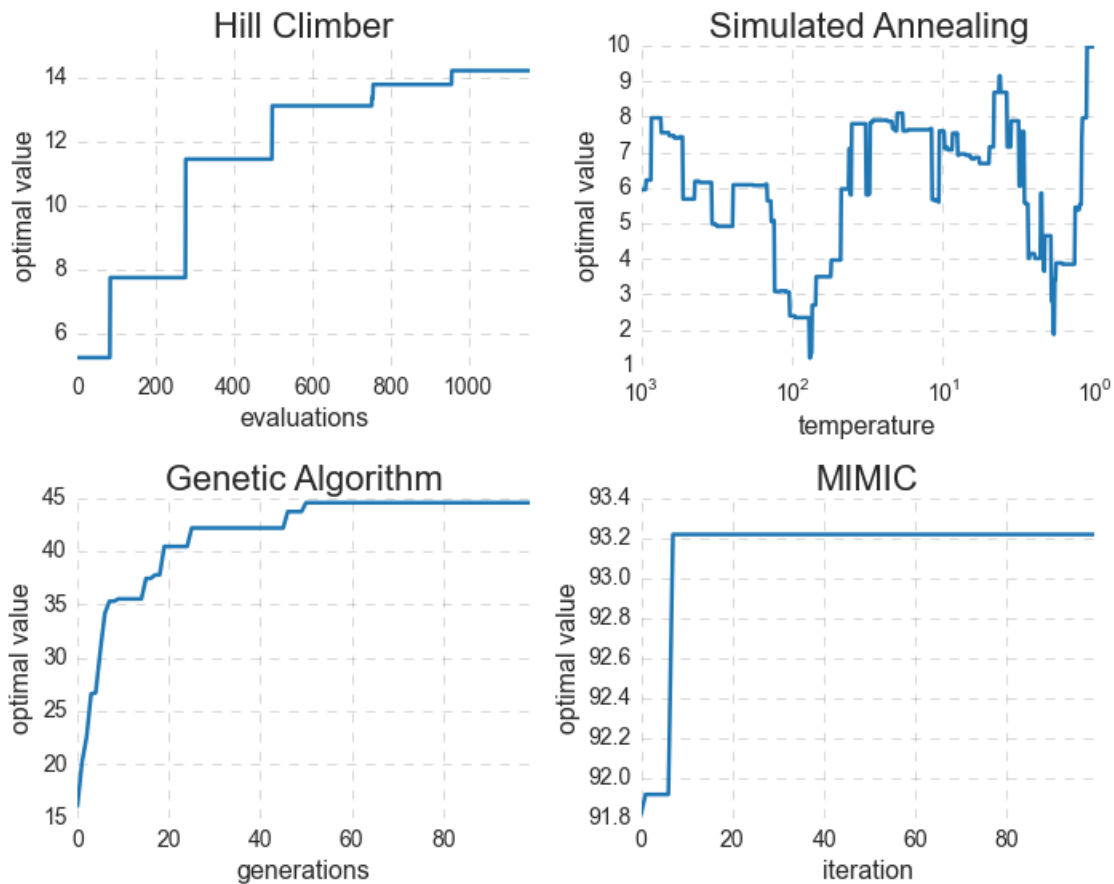 Hill Climber
optimal value
14
12
10
8
6
0 200 400 600 800 1000
evaluations
Simulated Annealing
optimal value
10
9
8
7
6
5
4
3
2
1
10³ 10² 10¹ 10⁰
temperature
Genetic Algorithm
optimal value
45
40
35
30
25
20
15
0 20 40 60 80
generations
MIMIC
optimal value
93.4
93.2
93.0
92.8
92.6
92.4
92.2
92.0
91.8
0 20 40 60 80
iteration